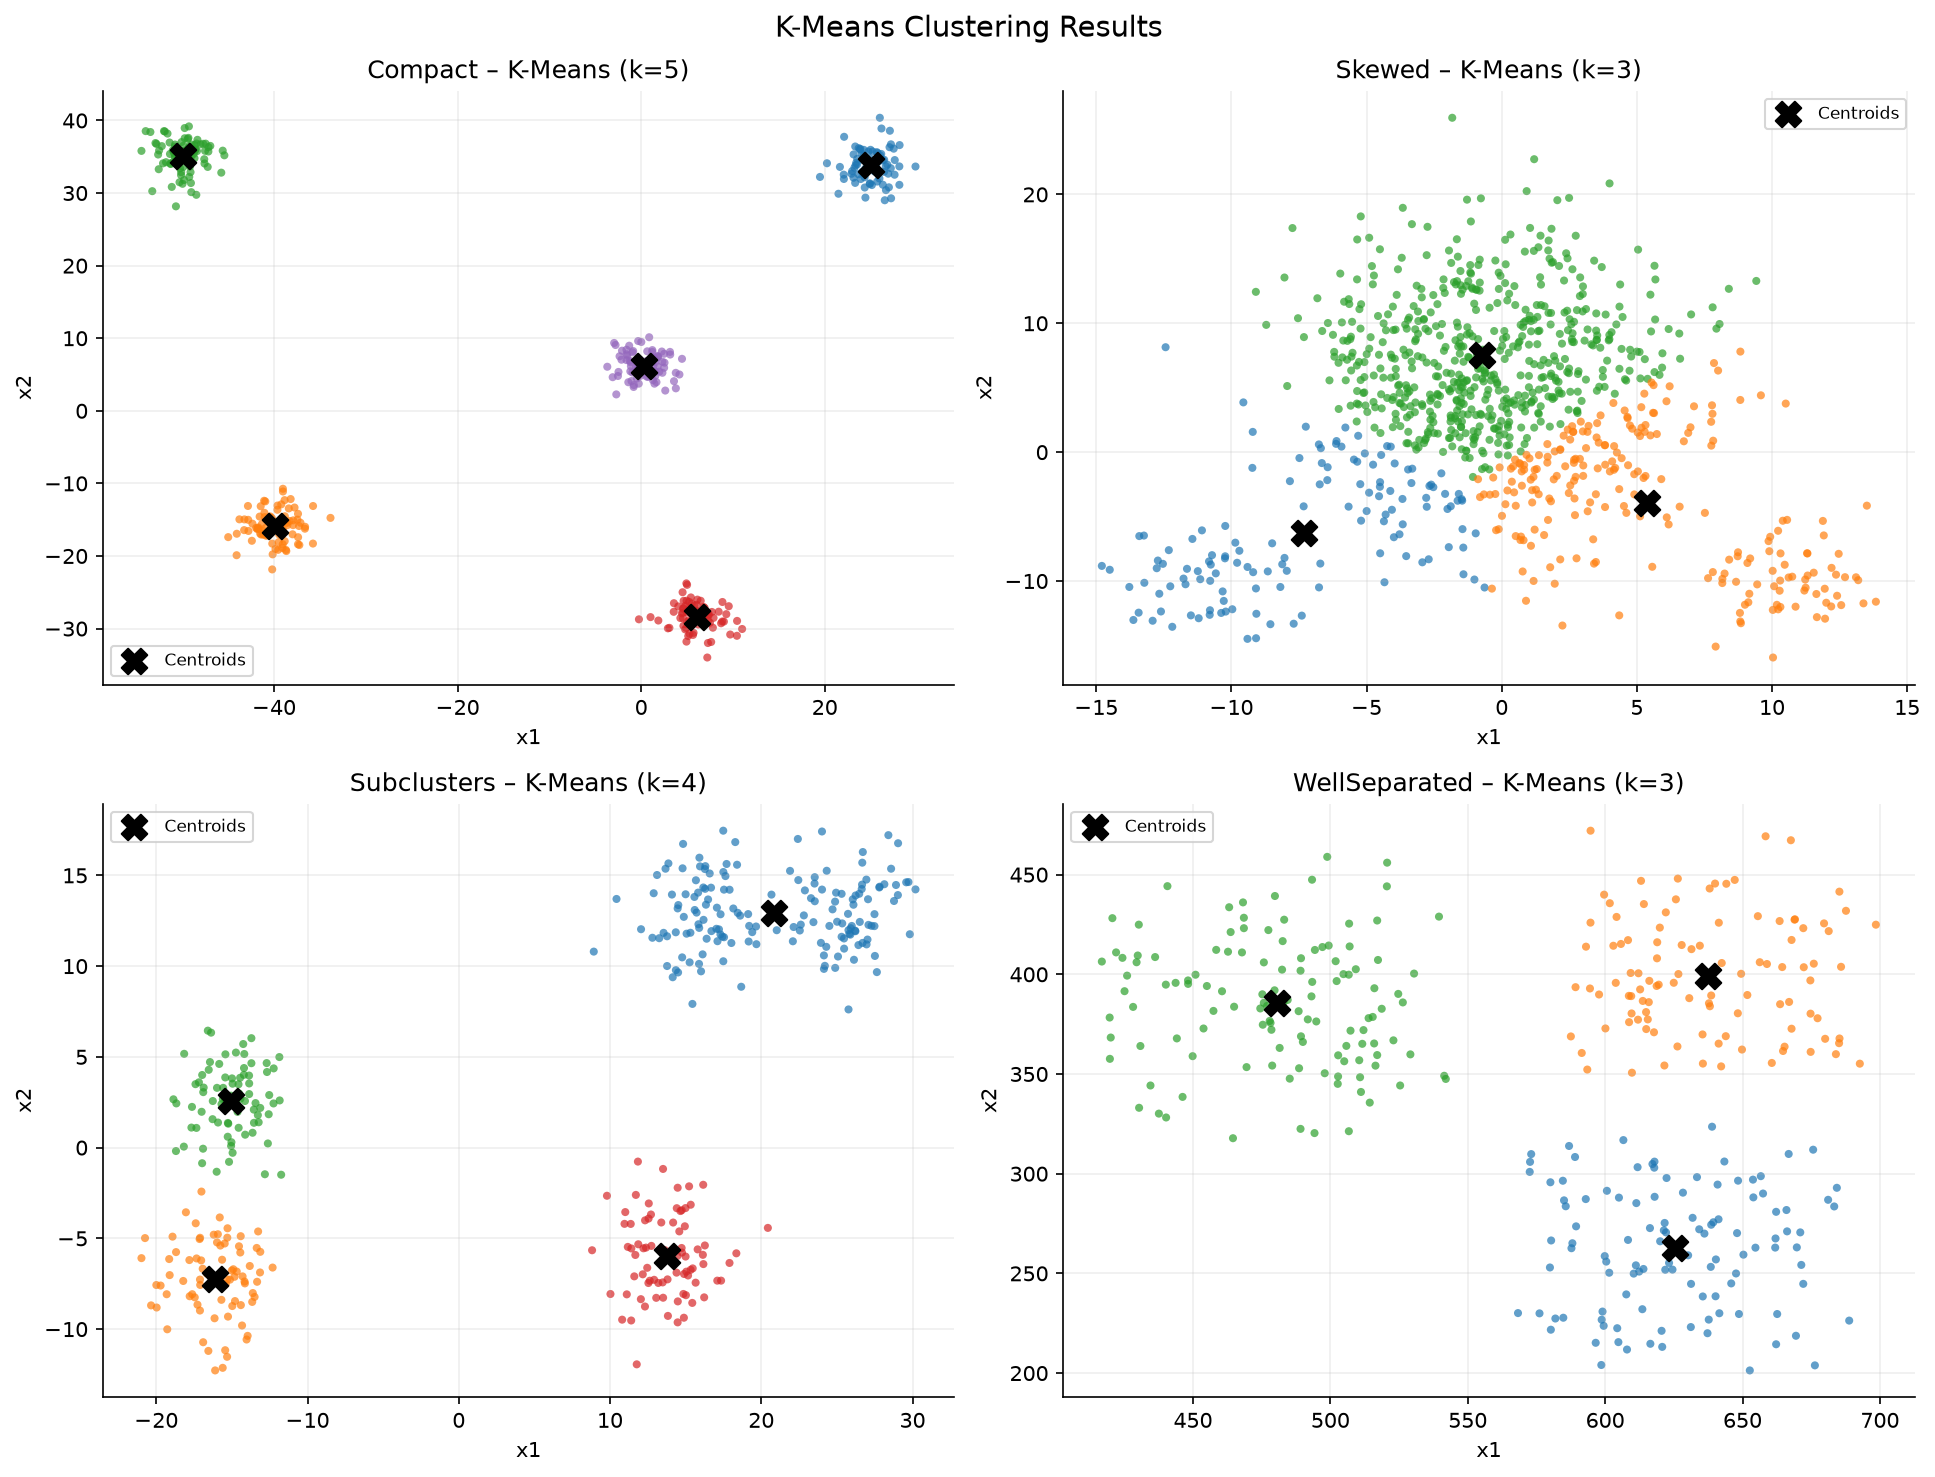 K-Means Clustering Results
Compact – K-Means (k=5)
40
30
20
10
0
−10
−20
−30
x2
Centroids
−40
−20
0
20
x1
Skewed – K-Means (k=3)
Centroids
20
10
0
−10
x2
−15
−10
−5
0
5
10
15
x1
Subclusters – K-Means (k=4)
Centroids
15
10
5
0
−5
−10
x2
−20
−10
0
10
20
30
x1
WellSeparated – K-Means (k=3)
Centroids
450
400
350
300
250
200
x2
450
500
550
600
650
700
x1